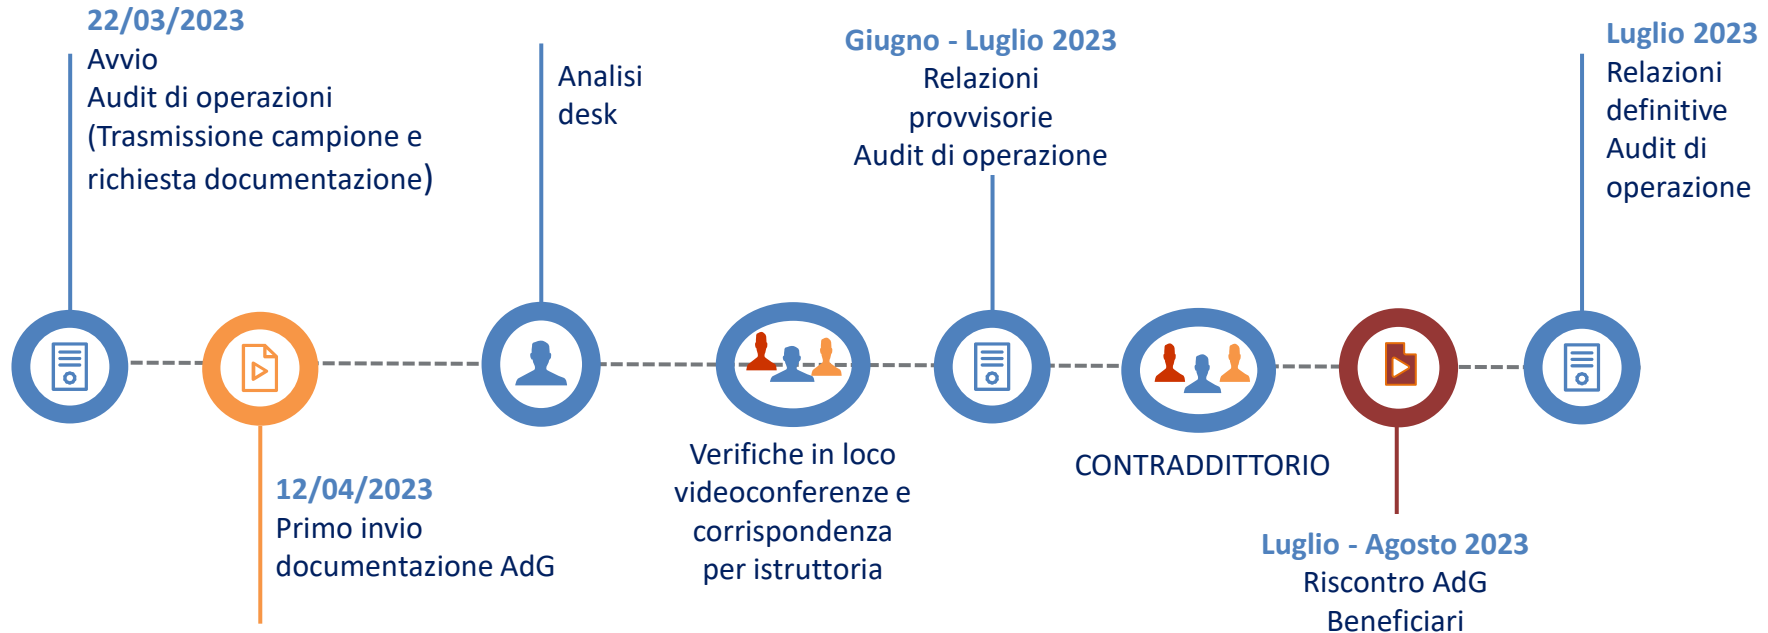 22/03/2023
Avvio
Audit di operazioni
(Trasmissione campione e
richiesta documentazione)
12/04/2023
Primo invio
documentazione AdG
Analisi
desk
Verifiche in loco
videoconferenze e
corrispondenza
per istruttoria
Giugno - Luglio 2023
Relazioni
provvisorie
Audit di operazione
CONTRADDITTORIO
Luglio - Agosto 2023
Riscontro AdG
Beneficiari
Luglio 2023
Relazioni
definitive
Audit di
operazione